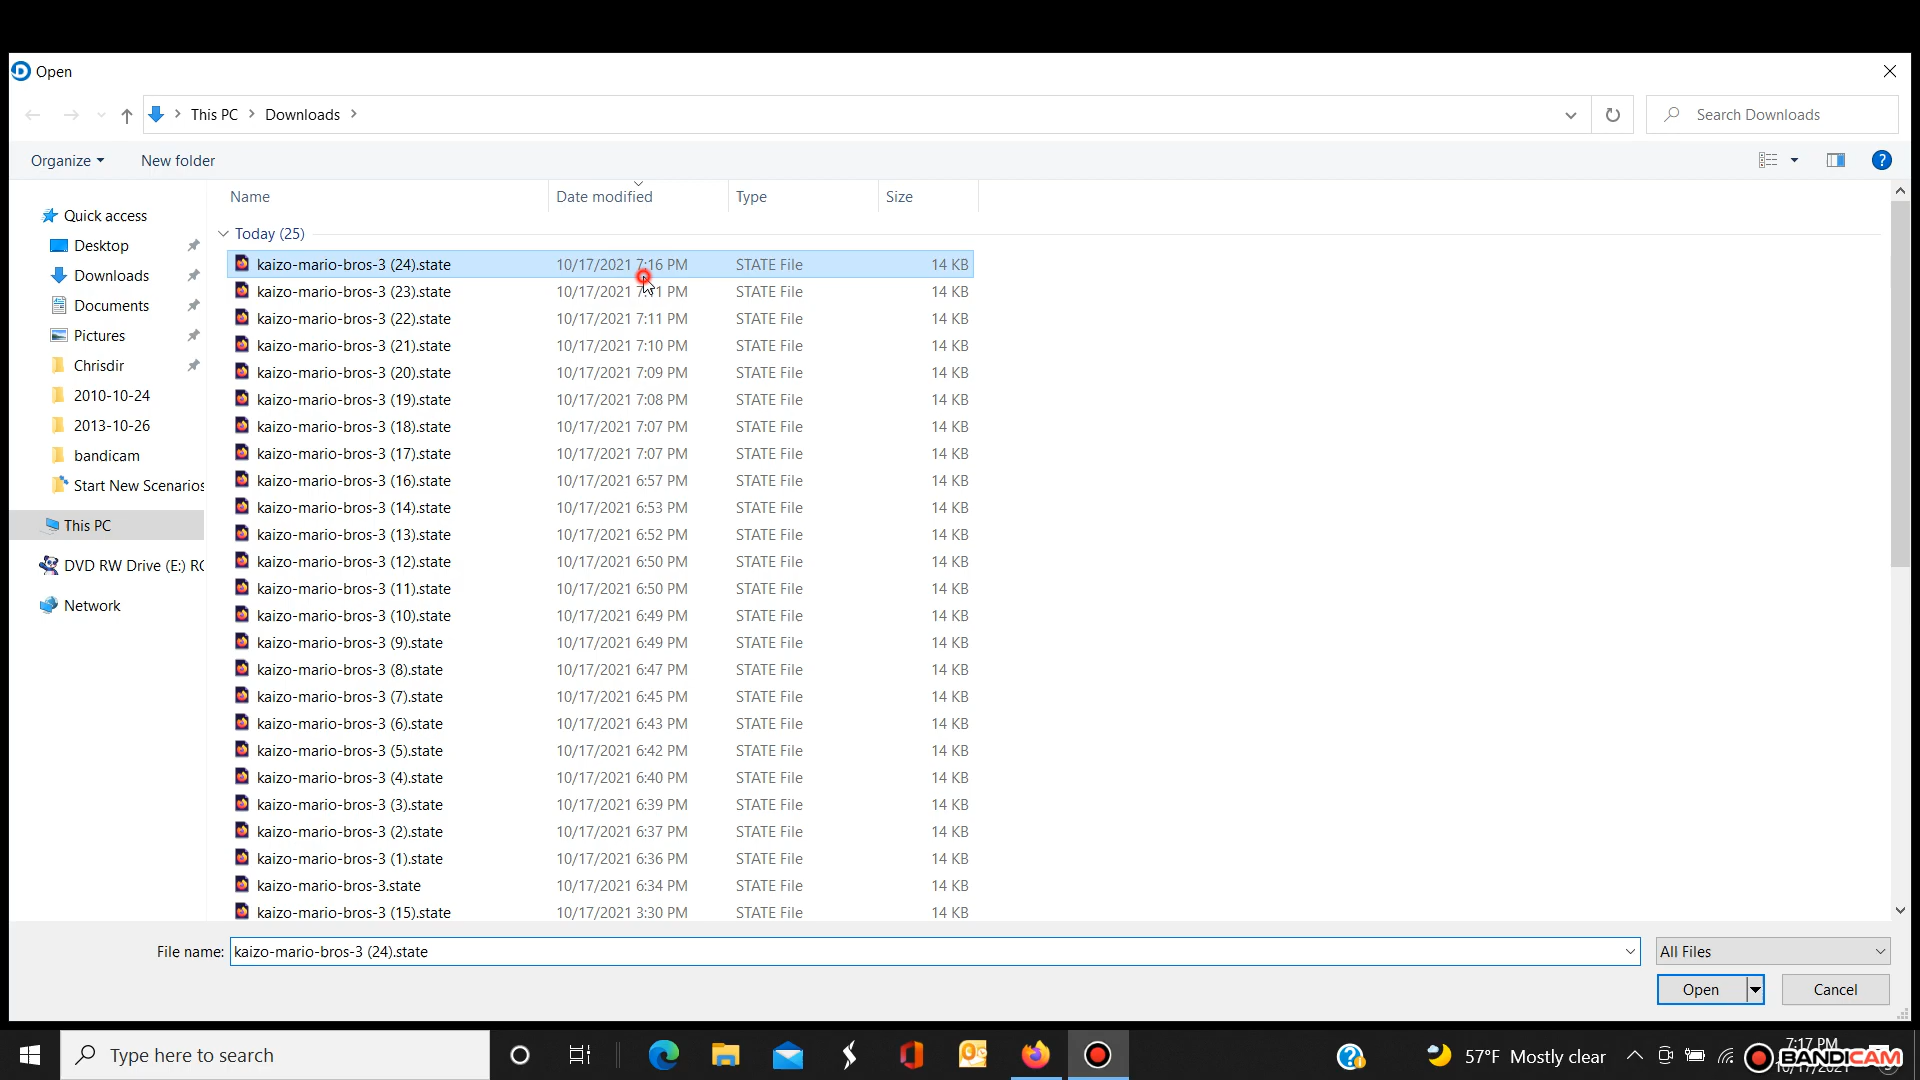 Open
This PC > Downloads >
Search Downloads
Organize
New folder
Name Date modified Type Size
Quick access
Desktop
Downloads
Documents
Pictures
Chrisdir
2010-10-24
2013-10-26
bandicam
Start New Scenarios
This PC
DVD RW Drive (E:) RO
Network
Today (25)
kaizo-mario-bros-3 (24).state 10/17/2021 7:16 PM STATE File 14 KB
kaizo-mario-bros-3 (23).state 10/17/2021 PM STATE File 14 KB
kaizo-mario-bros-3 (22).state 10/17/2021 7:11 PM STATE File 14 KB
kaizo-mario-bros-3 (21).state 10/17/2021 7:10 PM STATE File 14 KB
kaizo-mario-bros-3 (20).state 10/17/2021 7:09 PM STATE File 14 KB
kaizo-mario-bros-3 (19).state 10/17/2021 7:08 PM STATE File 14 KB
kaizo-mario-bros-3 (18).state 10/17/2021 7:07 PM STATE File 14 KB
kaizo-mario-bros-3 (17).state 10/17/2021 7:07 PM STATE File 14 KB
kaizo-mario-bros-3 (16).state 10/17/2021 6:57 PM STATE File 14 KB
kaizo-mario-bros-3 (14).state 10/17/2021 6:53 PM STATE File 14 KB
kaizo-mario-bros-3 (13).state 10/17/2021 6:52 PM STATE File 14 KB
kaizo-mario-bros-3 (12).state 10/17/2021 6:50 PM STATE File 14 KB
kaizo-mario-bros-3 (11).state 10/17/2021 6:50 PM STATE File 14 KB
kaizo-mario-bros-3 (10).state 10/17/2021 6:49 PM STATE File 14 KB
kaizo-mario-bros-3 (9).state 10/17/2021 6:49 PM STATE File 14 KB
kaizo-mario-bros-3 (8).state 10/17/2021 6:47 PM STATE File 14 KB
kaizo-mario-bros-3 (7).state 10/17/2021 6:45 PM STATE File 14 KB
kaizo-mario-bros-3 (6).state 10/17/2021 6:43 PM STATE File 14 KB
kaizo-mario-bros-3 (5).state 10/17/2021 6:42 PM STATE File 14 KB
kaizo-mario-bros-3 (4).state 10/17/2021 6:40 PM STATE File 14 KB
kaizo-mario-bros-3 (3).state 10/17/2021 6:39 PM STATE File 14 KB
kaizo-mario-bros-3 (2).state 10/17/2021 6:37 PM STATE File 14 KB
kaizo-mario-bros-3 (1).state 10/17/2021 6:36 PM STATE File 14 KB
kaizo-mario-bros-3.state 10/17/2021 6:34 PM STATE File 14 KB
kaizo-mario-bros-3 (15).state 10/17/2021 3:30 PM STATE File 14 KB
File name: kaizo-mario-bros-3 (24).state
All Files
Open
Cancel
Type here to search
57°F Mostly clear
7:17 PM
BANDICAM